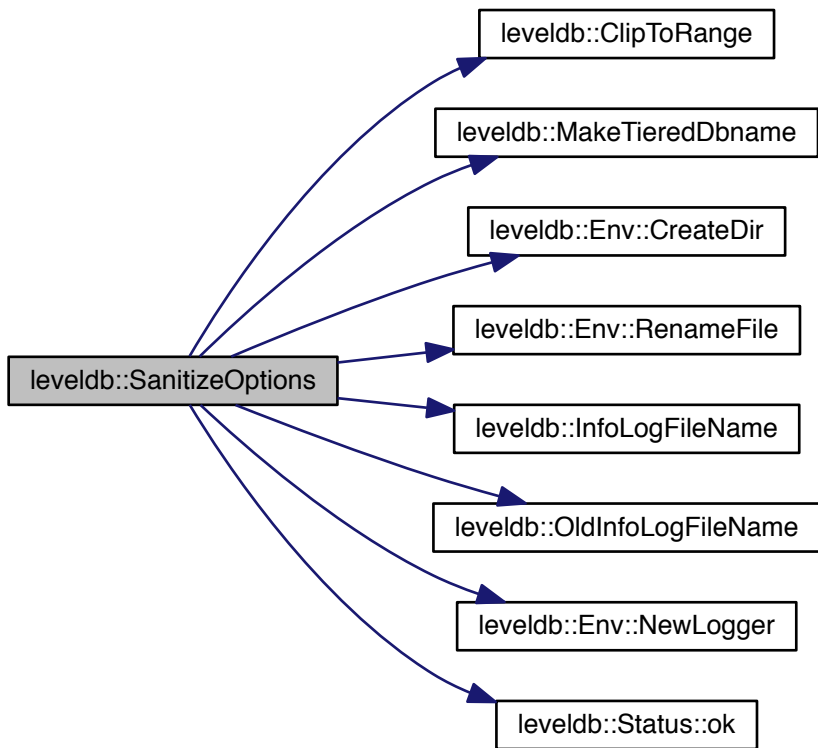 leveldb::ClipToRange
leveldb::MakeTieredDbname
leveldb::Env::CreateDir
leveldb::Env::RenameFile
leveldb::SanitizeOptions
leveldb::InfoLogFileName
leveldb::OldInfoLogFileName
leveldb::Env::NewLogger
leveldb::Status::ok